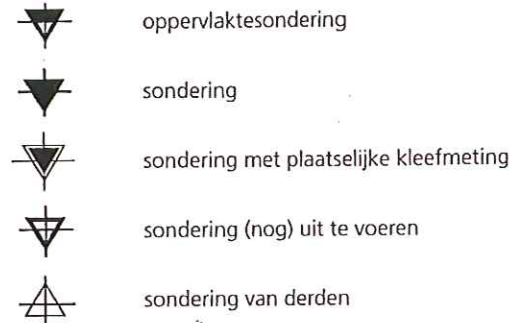 oppervlaktesondering
sondering
sondering met plaatselijke kleefmeting
sondering (nog) uit te voeren
sondering van derden